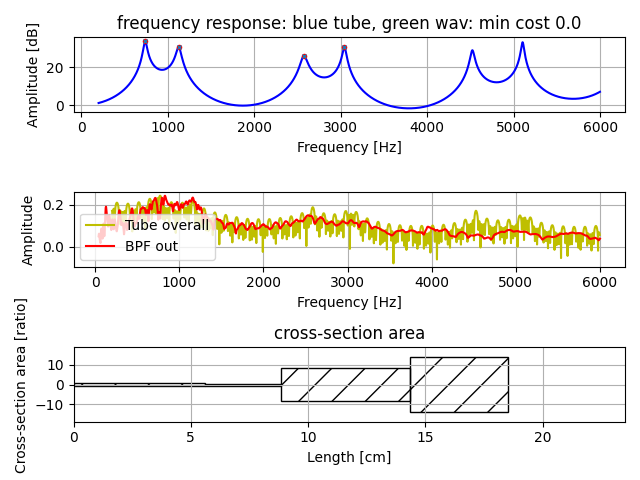 frequency response: blue tube, green wav: min cost 0.0
Amplitude [dB]
20
0
0 1000 2000 3000 4000 5000 6000
Frequency [Hz]
Amplitude
0.2
0.0
Tube overall
BPF out
0 1000 2000 3000 4000 5000 6000
Frequency [Hz]
cross-section area
Cross-section area [ratio]
10
0
−10
0 5 10 15 20
Length [cm]